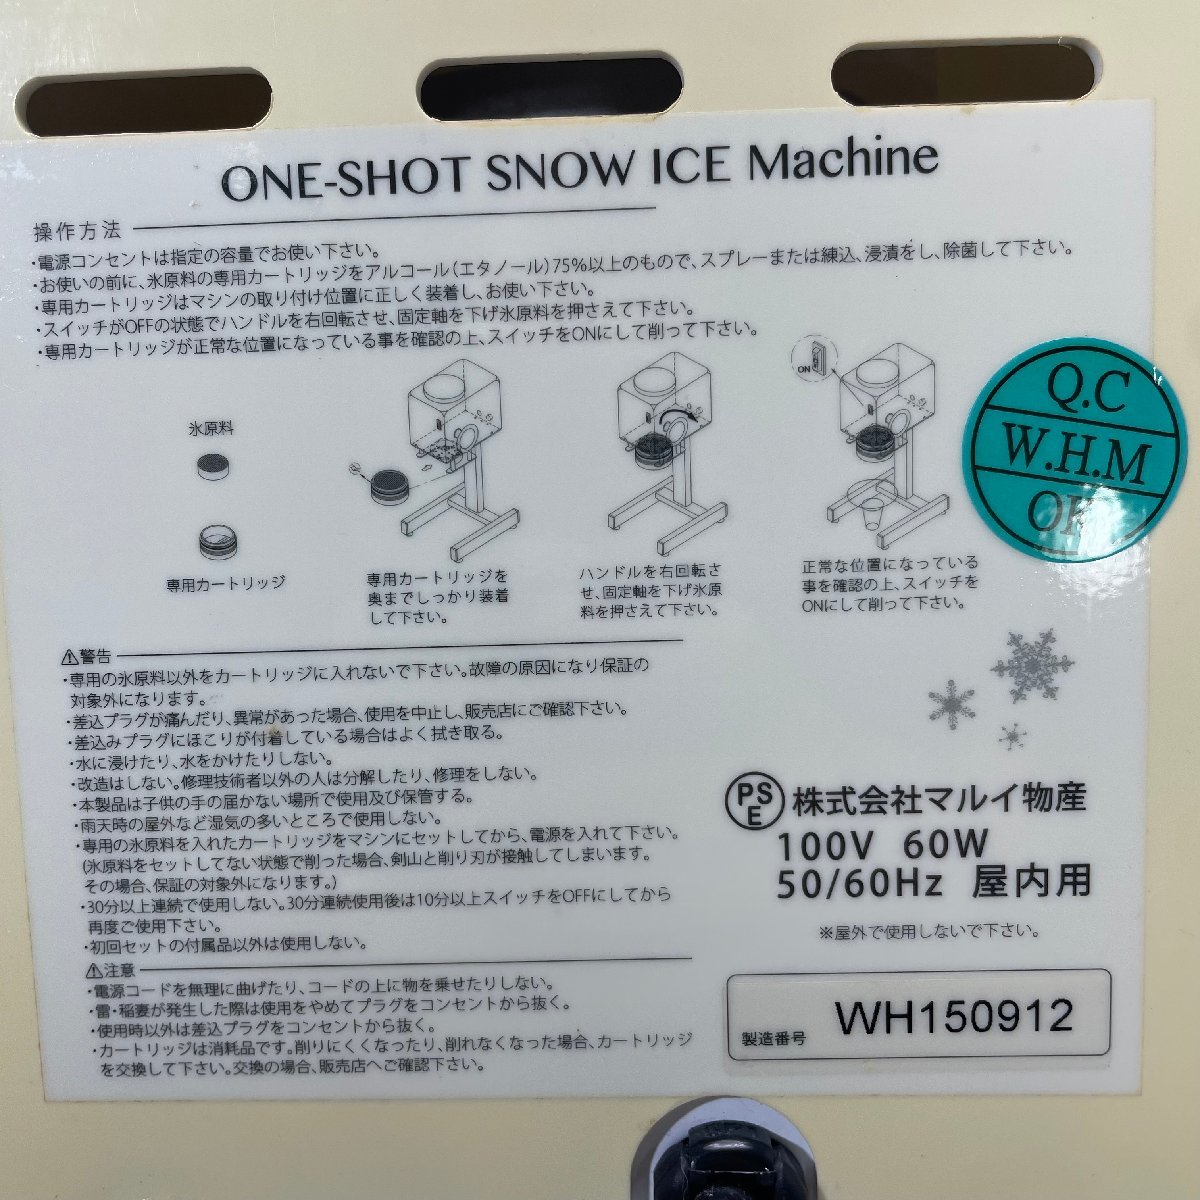 ONE-SHOT SNOW ICE Machine
操作方法
・電源コンセントは指定の容量でお使い下さい。
・お使いの前に、氷原料の専用カートリッジをアルコール(エタノール)75%以上のもので、スプレーまたは練込、浸漬をし、除菌して下さい。
・専用カートリッジはマシンの取り付け位置に正しく装着し、お使い下さい。
・スイッチがOFFの状態でハンドルを右回転させ、固定軸を下げ氷原料を押さえて下さい。
・専用カートリッジが正常な位置になっている事を確認の上、スイッチをONにして削って下さい。
氷原料
専用カートリッジ
専用カートリッジを
奥までしっかり装着
して下さい。
ハンドルを右回転さ
せ、固定軸を下げ氷原
料を押さえて下さい。
ON
正常な位置になっている
事を確認の上、スイッチを
ONにして削って下さい。
Q.C
W.H.M
OK
⚠警告
・専用の氷原料以外をカートリッジに入れないで下さい。故障の原因になり保証の
対象外になります。
・差込プラグが痛んだり、異常があった場合、使用を中止し、販売店にご確認下さい。
・差込みプラグにほこりが付着している場合はよく拭き取る。
・水に浸けたり、水をかけたりしない。
・改造はしない。修理技術者以外の人は分解したり、修理をしない。
・本製品は子供の手の届かない場所で使用及び保管する。
・雨天時の屋外など湿気の多いところで使用しない。
・専用の氷原料を入れたカートリッジをマシンにセットしてから、電源を入れて下さい。
(氷原料をセットしてない状態で削った場合、剣山と削り刃が接触してしまいます。
その場合、保証の対象外になります。)
・30分以上連続で使用しない。30分連続使用後は10分以上スイッチをOFFにしてから
再度ご使用下さい。
・初回セットの付属品以外は使用しない。
⚠注意
・電源コードを無理に曲げたり、コードの上に物を乗せたりしない。
・雷・稲妻が発生した際は使用をやめてプラグをコンセントから抜く。
・使用時以外は差込プラグをコンセントから抜く。
・カートリッジは消耗品です。削りにくくなったり、削れなくなった場合、カートリッジ
を交換して下さい。交換の場合、販売店へご確認下さい。
PSE 株式会社マルイ物産
100V 60W
50/60Hz 屋内用
※屋外で使用しないで下さい。
製造番号 WH150912